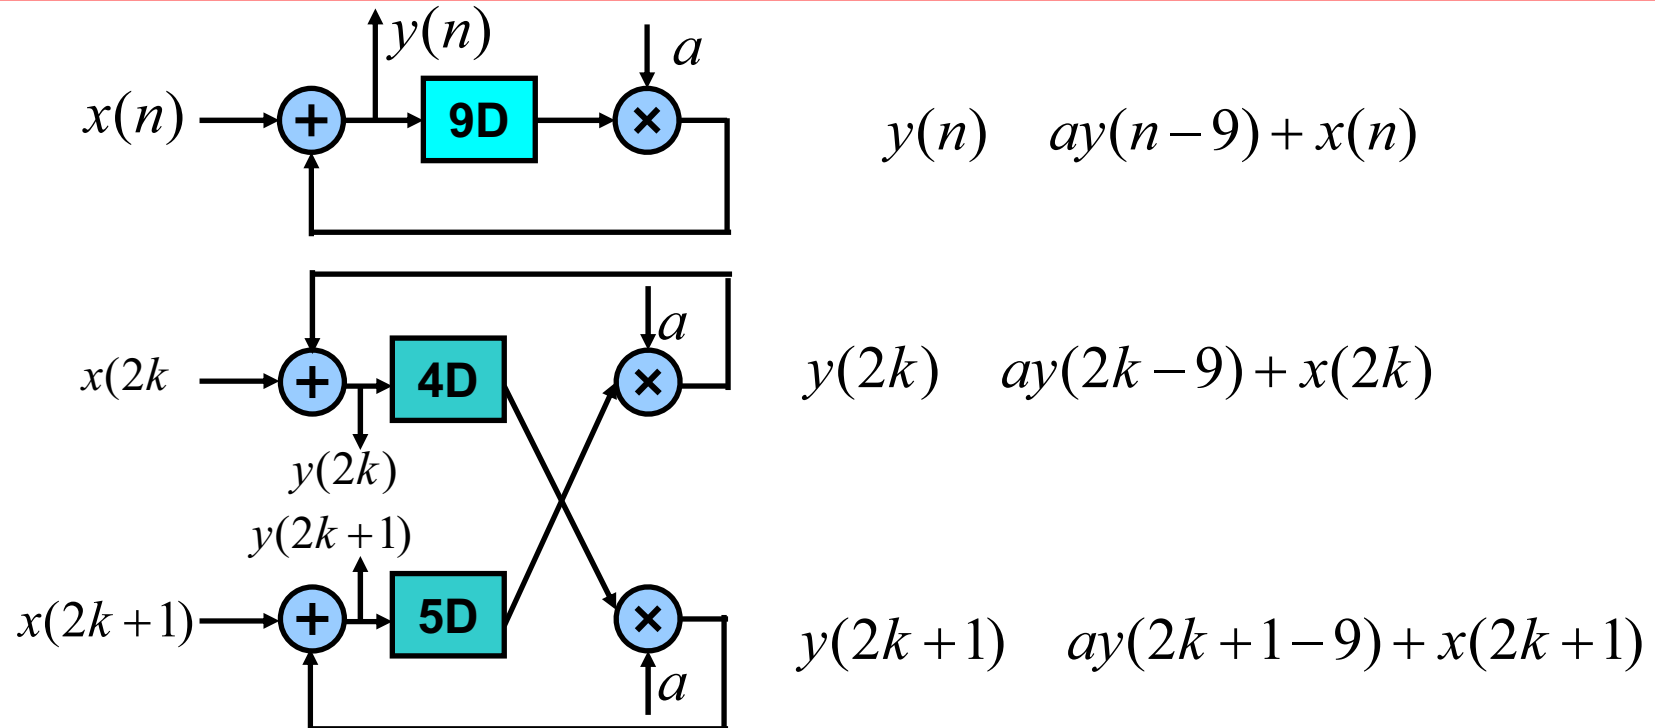 y(n)
a
x(n) + 9D × y(n) ay(n−9)+x(n)
a
x(2k + 4D × y(2k) ay(2k−9)+x(2k)
y(2k)
y(2k+1)
x(2k+1) + 5D × y(2k+1) ay(2k+1−9)+x(2k+1)
a